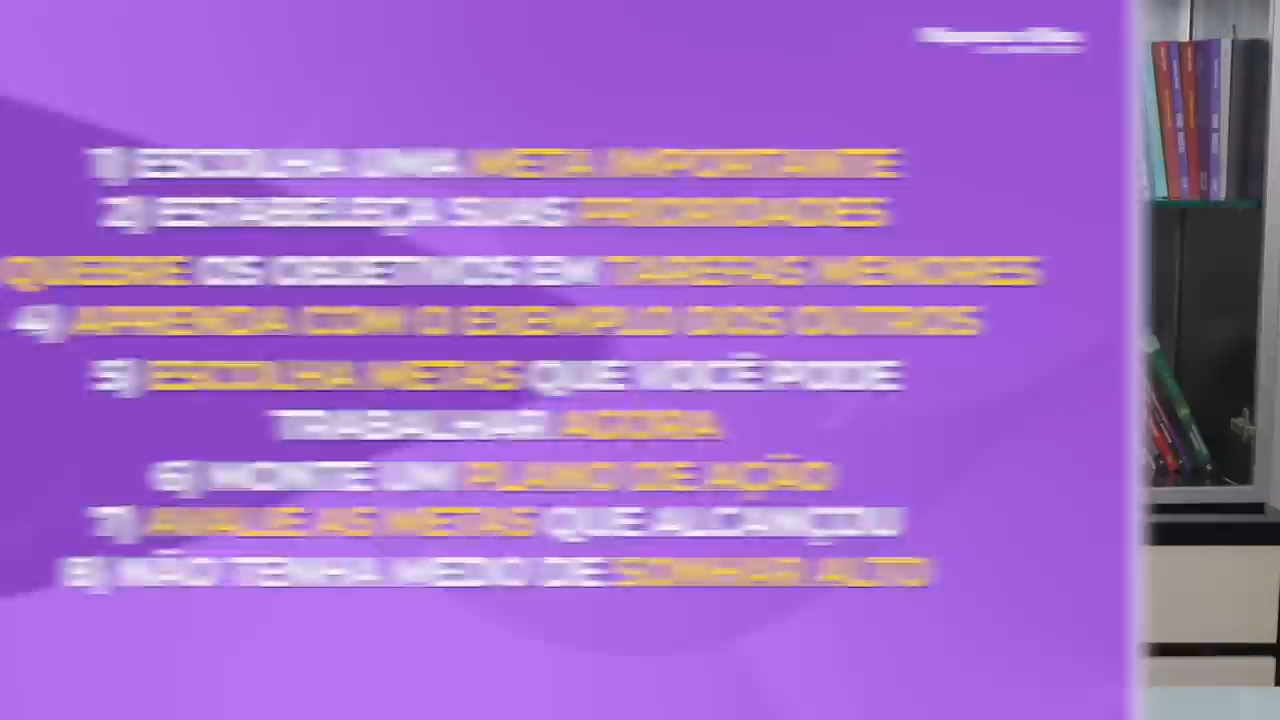 1) ESCOLHA UMA META IMPORTANTE
2) ESTABELEÇA SUAS PRIORIDADES
QUEBRE OS OBJETIVOS EM TAREFAS MENORES
4) APRENDA COM O EXEMPLO DOS OUTROS
5) ESCOLHA METAS QUE VOCÊ PODE
TRABALHAR AGORA
6) MONTE UM PLANO DE AÇÃO
7) AVALIE AS METAS QUE ALCANÇOU
8) NÃO TENHA MEDO DE SONHAR ALTO